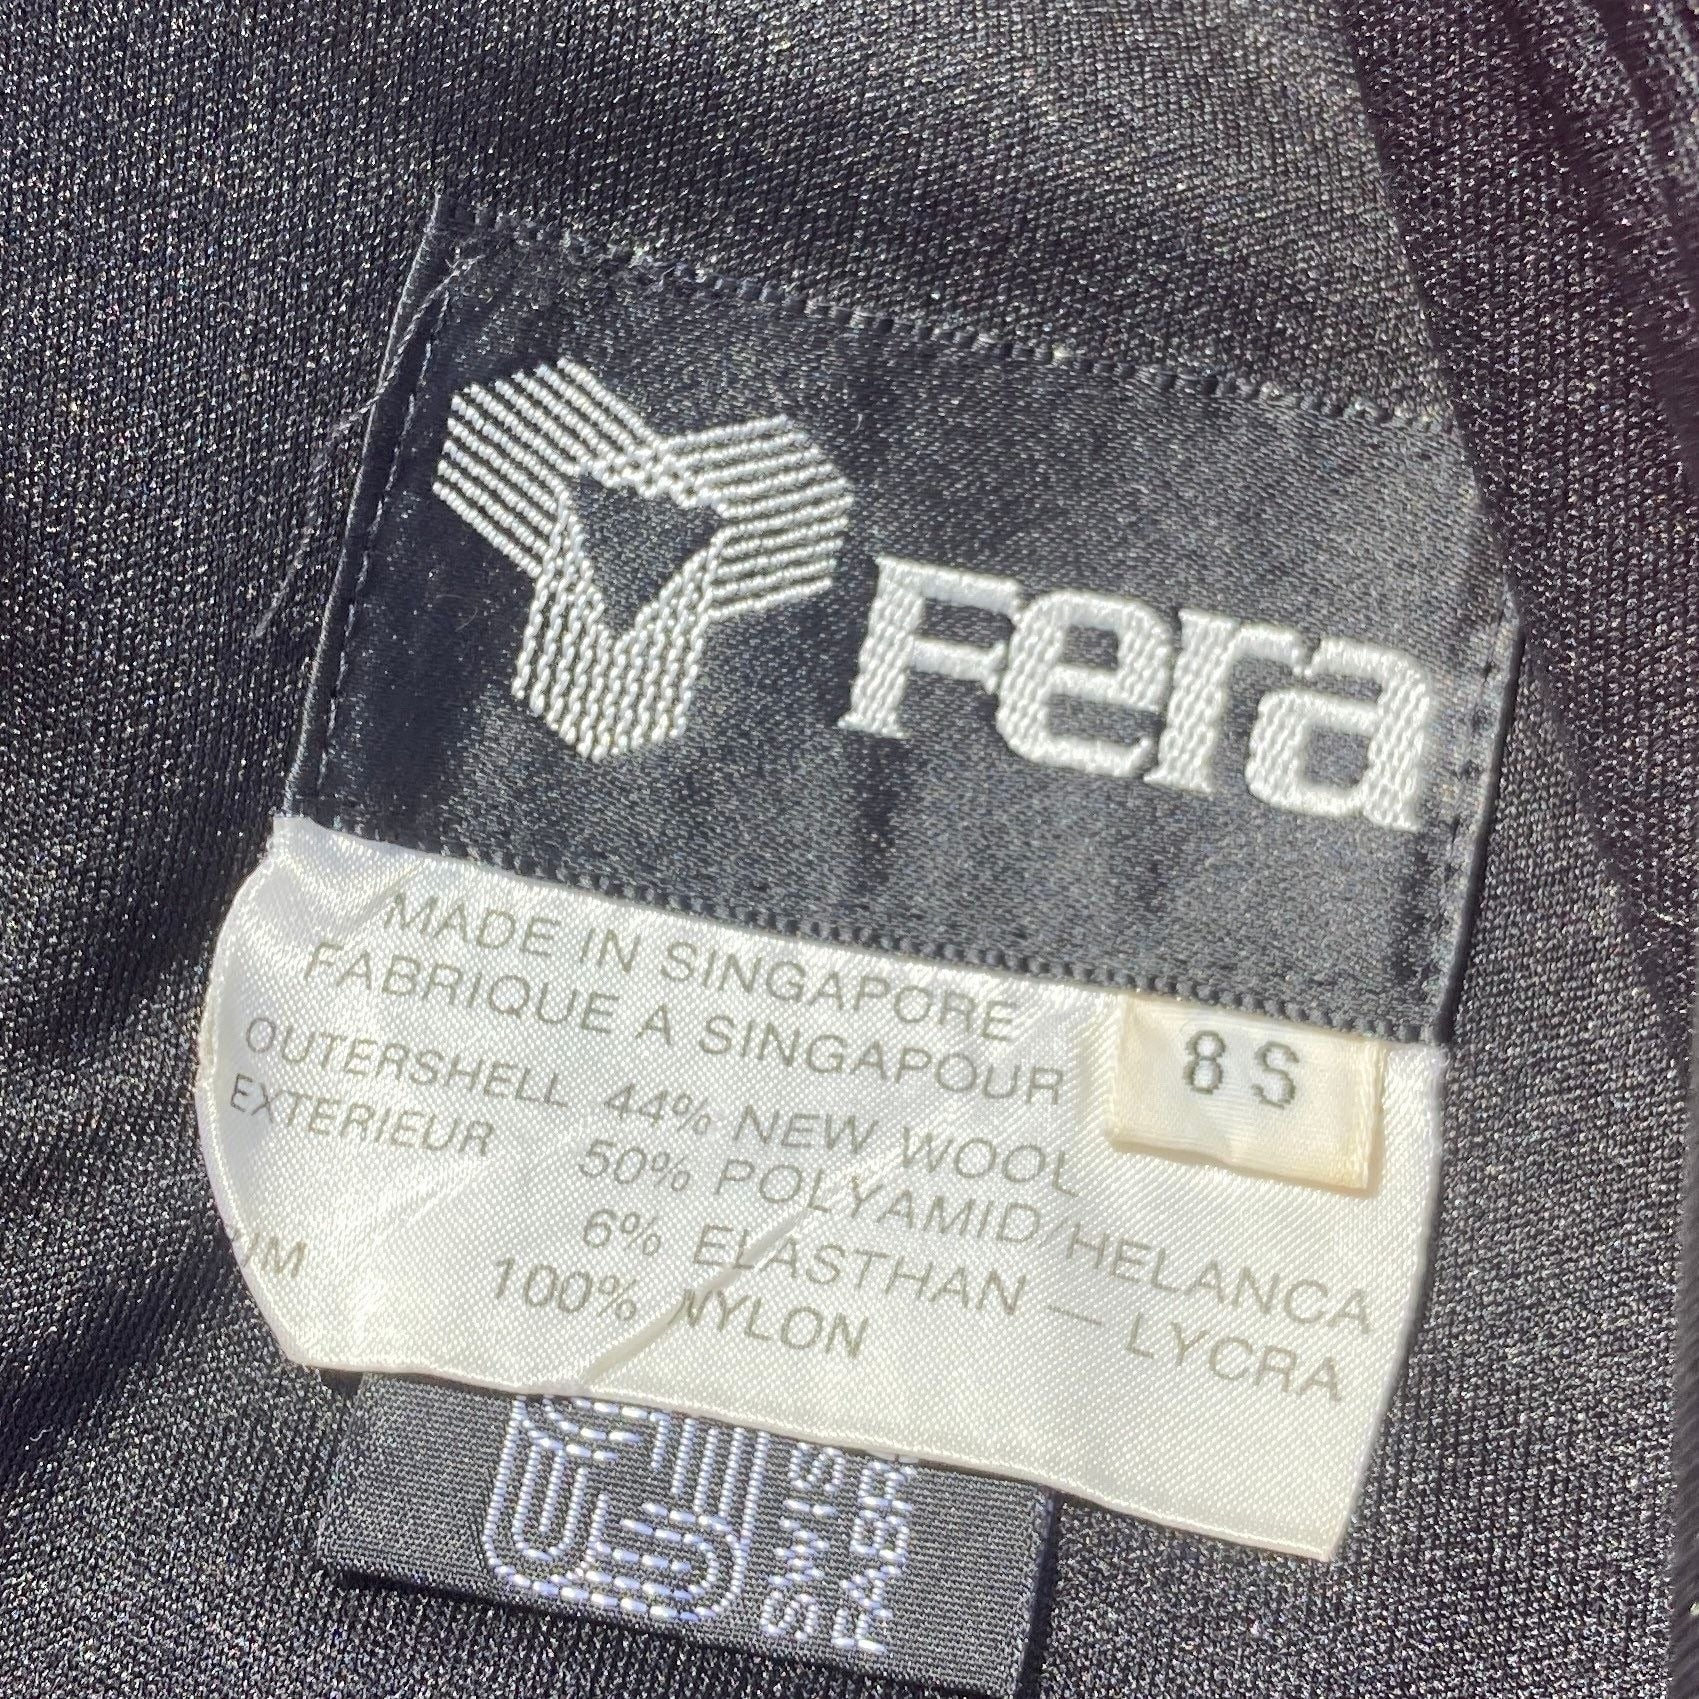 Fera
MADE IN SINGAPORE
FABRIQUE A SINGAPOUR
8S
OUTERSHELL 44% NEW WOOL
EXTERIEUR 50% POLYAMID/HELANCA
6% ELASTHAN — LYCRA
100% NYLON